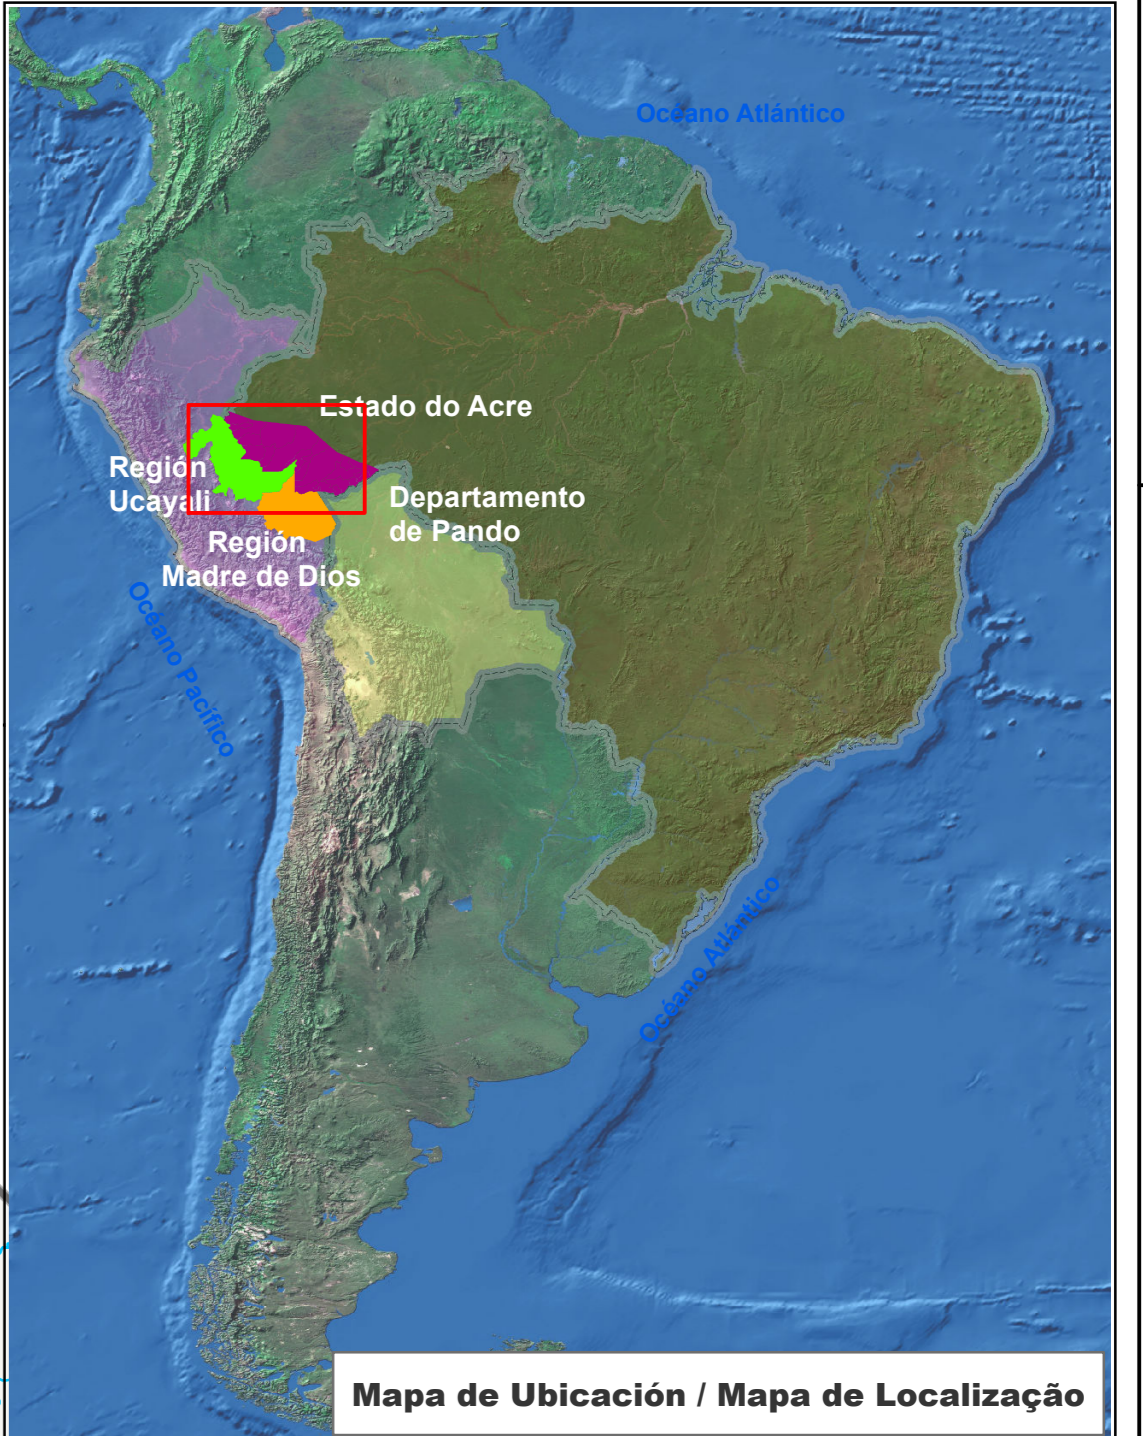 Océano Atlántico
Estado do Acre
Región
Ucayali
Departamento
de Pando
Región
Madre de Dios
Océano Pacífico
Océano Atlántico
Mapa de Ubicación / Mapa de Localização